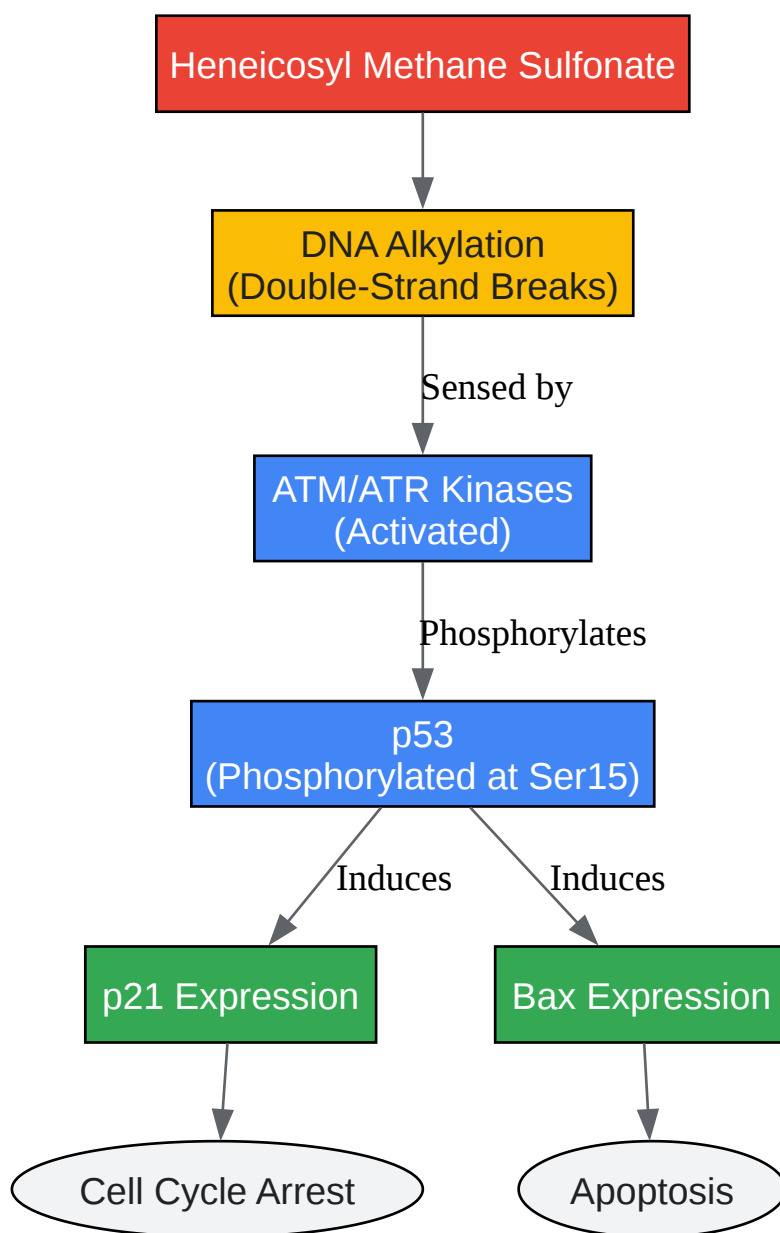 Heneicosyl Methane Sulfonate
DNA Alkylation
(Double-Strand Breaks)
Sensed by
ATM/ATR Kinases
(Activated)
Phosphorylates
p53
(Phosphorylated at Ser15)
Induces
Induces
p21 Expression
Bax Expression
Cell Cycle Arrest
Apoptosis